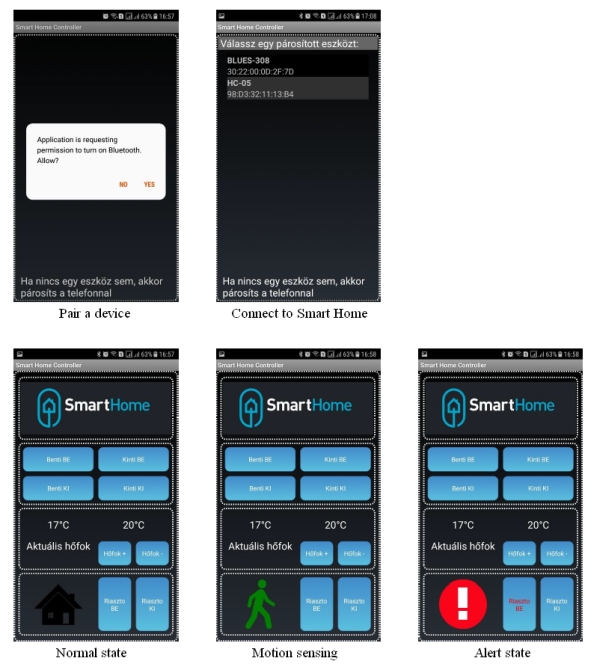 63% 16:57
Smart Home Controller
Application is requesting
permission to turn on Bluetooth.
Allow?
NO YES
Ha nincs egy eszköz sem, akkor
párosíts a telefonnal
Pair a device
63% 17:08
Smart Home Controller
Válassz egy párosított eszközt:
BLUES-308
30:22:00:0D:2F:7D
HC-05
98:D3:32:11:13:B4
Ha nincs egy eszköz sem, akkor
párosíts a telefonnal
Connect to Smart Home
63% 16:57
Smart Home Controller
SmartHome
Benti BE Kinti BE
Benti KI Kinti KI
17°C 20°C
Aktuális hőfok
Hőfok + Hőfok -
Riaszto
BE
Riaszto
KI
Normal state
63% 16:58
Smart Home Controller
SmartHome
Benti BE Kinti BE
Benti KI Kinti KI
17°C 20°C
Aktuális hőfok
Hőfok + Hőfok -
Riaszto
BE
Riaszto
KI
Motion sensing
63% 16:58
Smart Home Controller
SmartHome
Benti BE Kinti BE
Benti KI Kinti KI
17°C 20°C
Aktuális hőfok
Hőfok + Hőfok -
Riaszto
BE
Riaszto
KI
Alert state